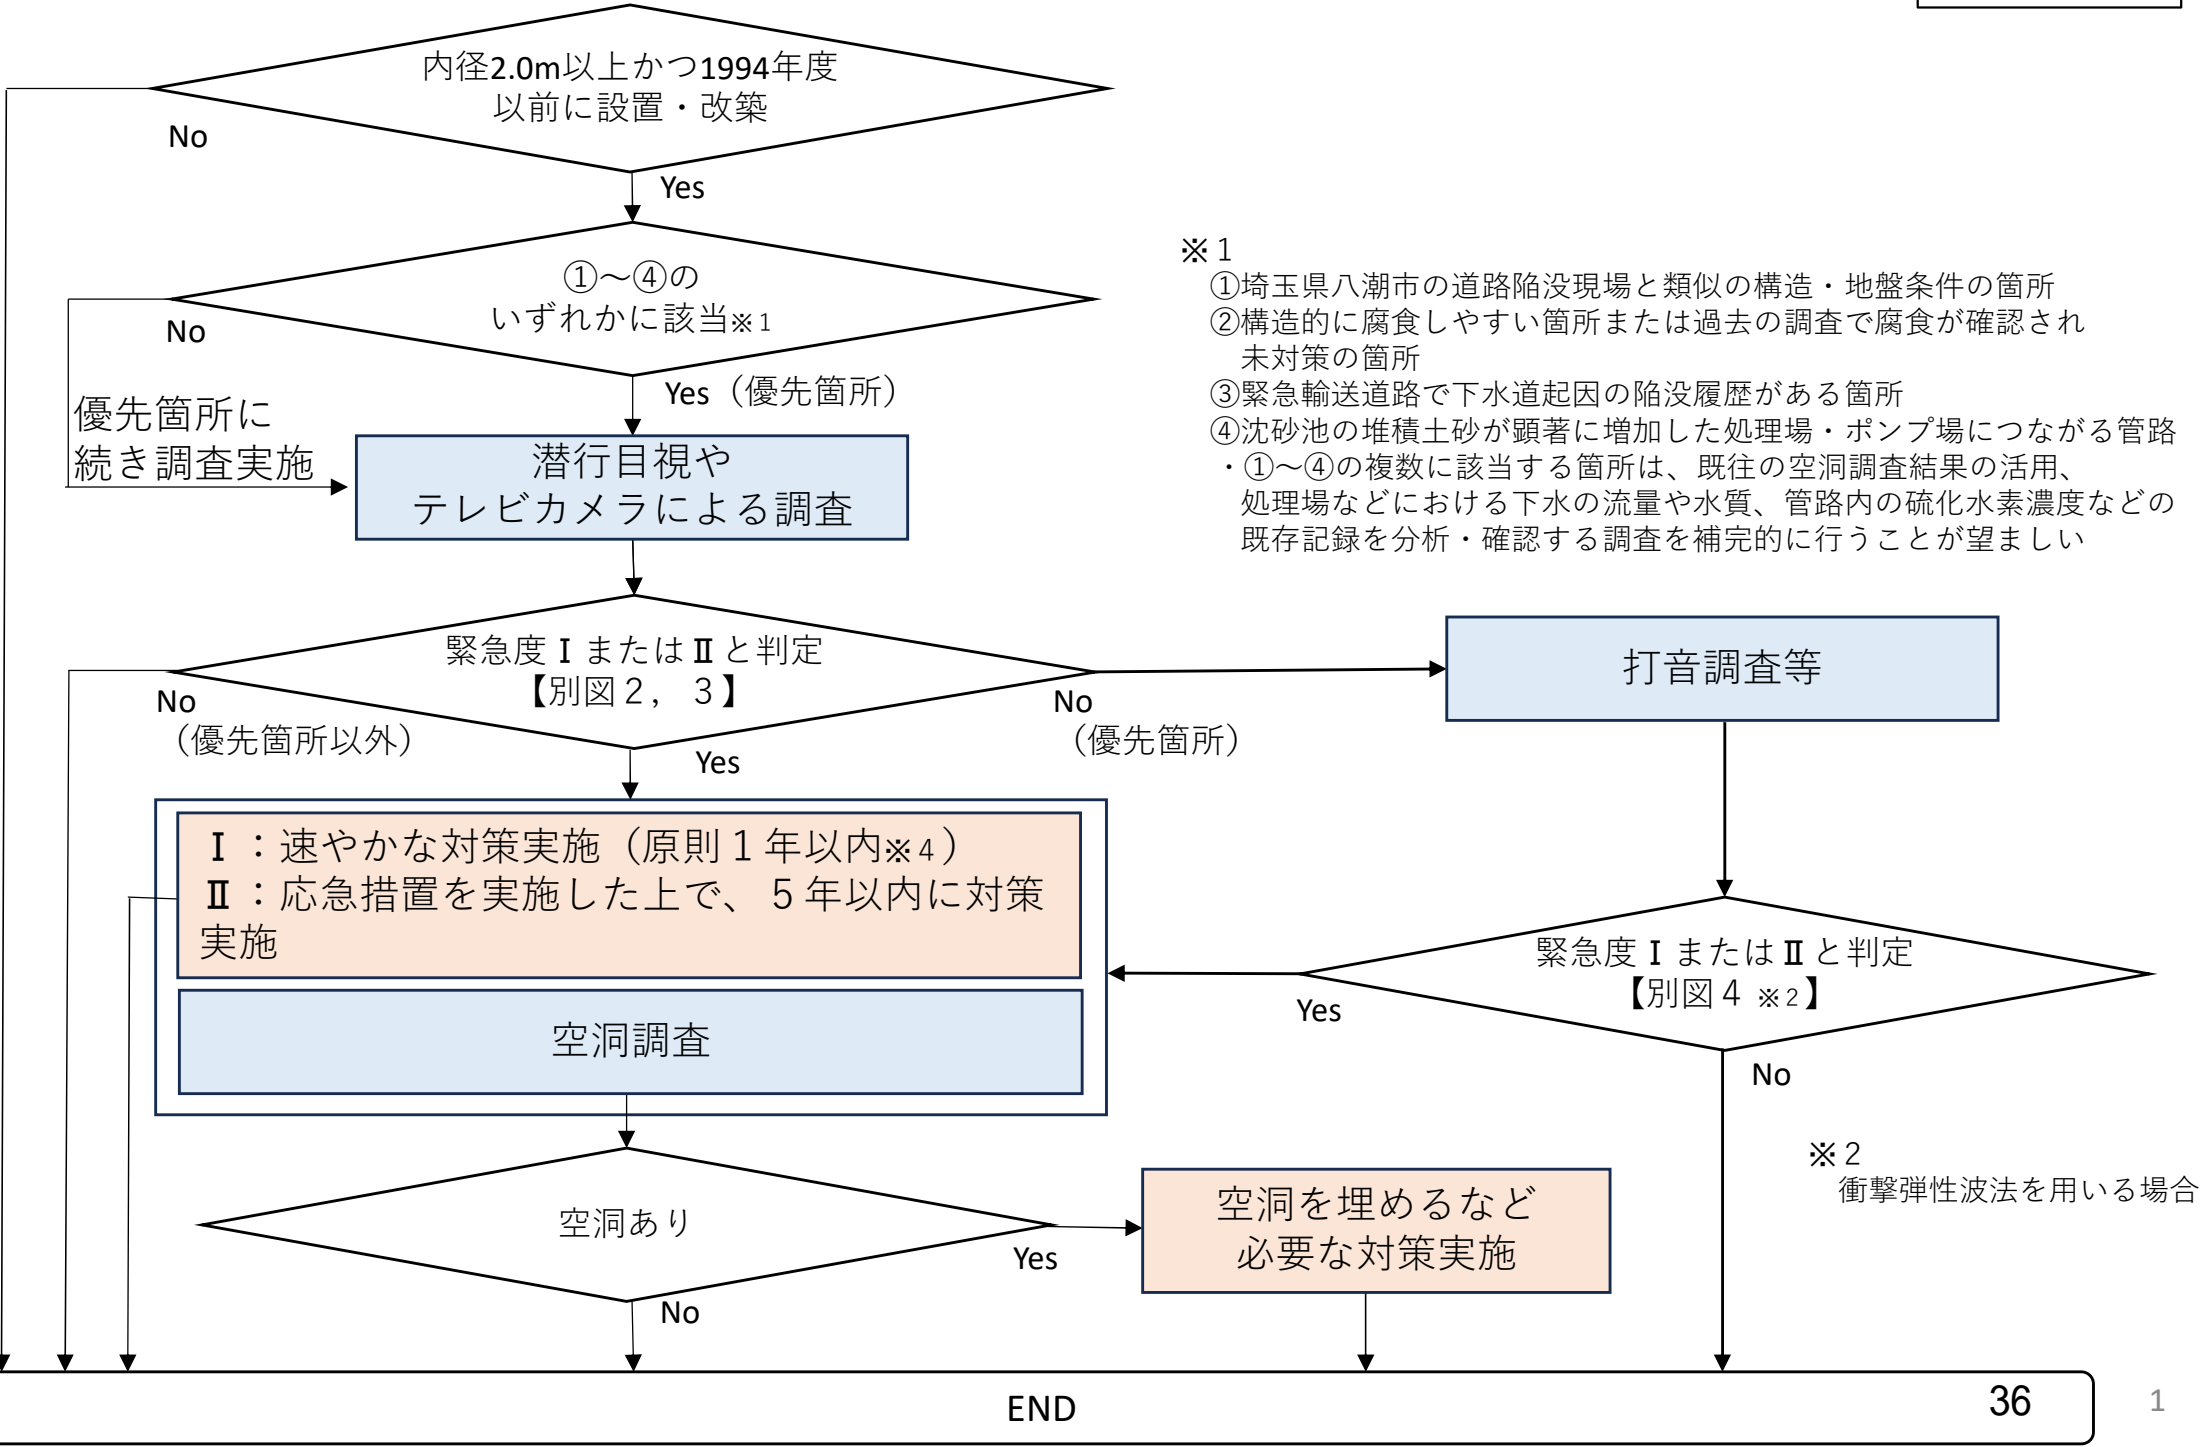 内径2.0m以上かつ1994年度
以前に設置・改築
No
Yes
①～④の
いずれかに該当※1
No
Yes（優先箇所）
優先箇所に
続き調査実施
潜行目視や
テレビカメラによる調査
※１
①埼玉県八潮市の道路陥没現場と類似の構造・地盤条件の箇所
②構造的に腐食しやすい箇所または過去の調査で腐食が確認され
未対策の箇所
③緊急輸送道路で下水道起因の陥没履歴がある箇所
④沈砂池の堆積土砂が顕著に増加した処理場・ポンプ場につながる管路
・①～④の複数に該当する箇所は、既往の空洞調査結果の活用、
処理場などにおける下水の流量や水質、管路内の硫化水素濃度などの
既存記録を分析・確認する調査を補完的に行うことが望ましい
緊急度ⅠまたはⅡと判定
【別図２，３】
No
（優先箇所以外）
Yes
No
（優先箇所）
打音調査等
Ⅰ：速やかな対策実施（原則１年以内※4）
Ⅱ：応急措置を実施した上で、５年以内に対策
実施
空洞調査
緊急度ⅠまたはⅡと判定
【別図４ ※2】
Yes
No
※２
衝撃弾性波法を用いる場合
空洞あり
Yes
No
空洞を埋めるなど
必要な対策実施
END
36
1